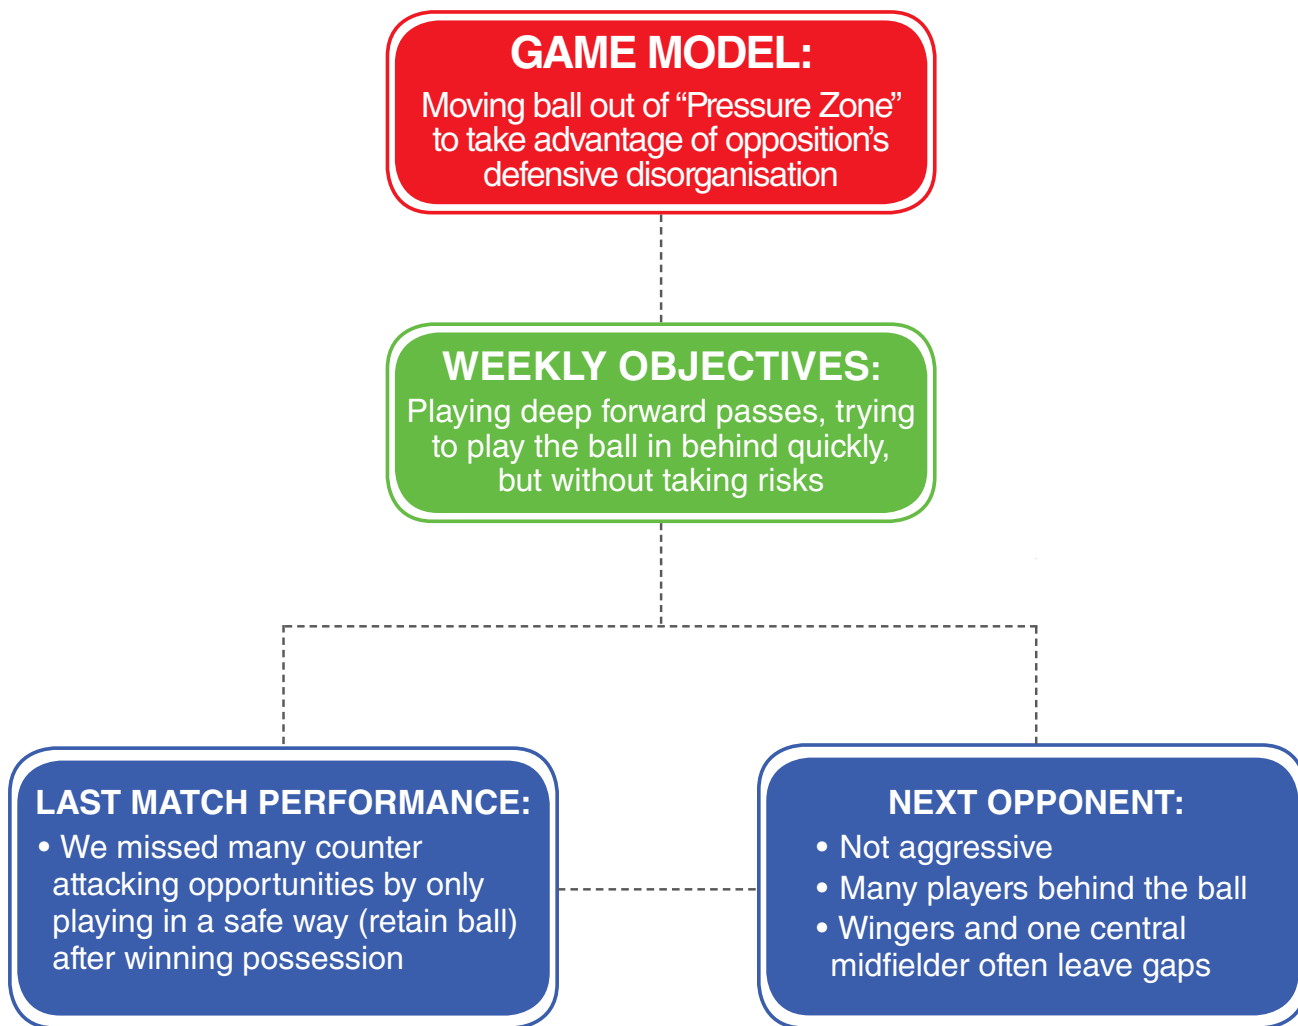 GAME MODEL:
Moving ball out of “Pressure Zone”
to take advantage of opposition’s
defensive disorganisation
WEEKLY OBJECTIVES:
Playing deep forward passes, trying
to play the ball in behind quickly,
but without taking risks
LAST MATCH PERFORMANCE:
• We missed many counter
attacking opportunities by only
playing in a safe way (retain ball)
after winning possession
NEXT OPPONENT:
• Not aggressive
• Many players behind the ball
• Wingers and one central
midfielder often leave gaps